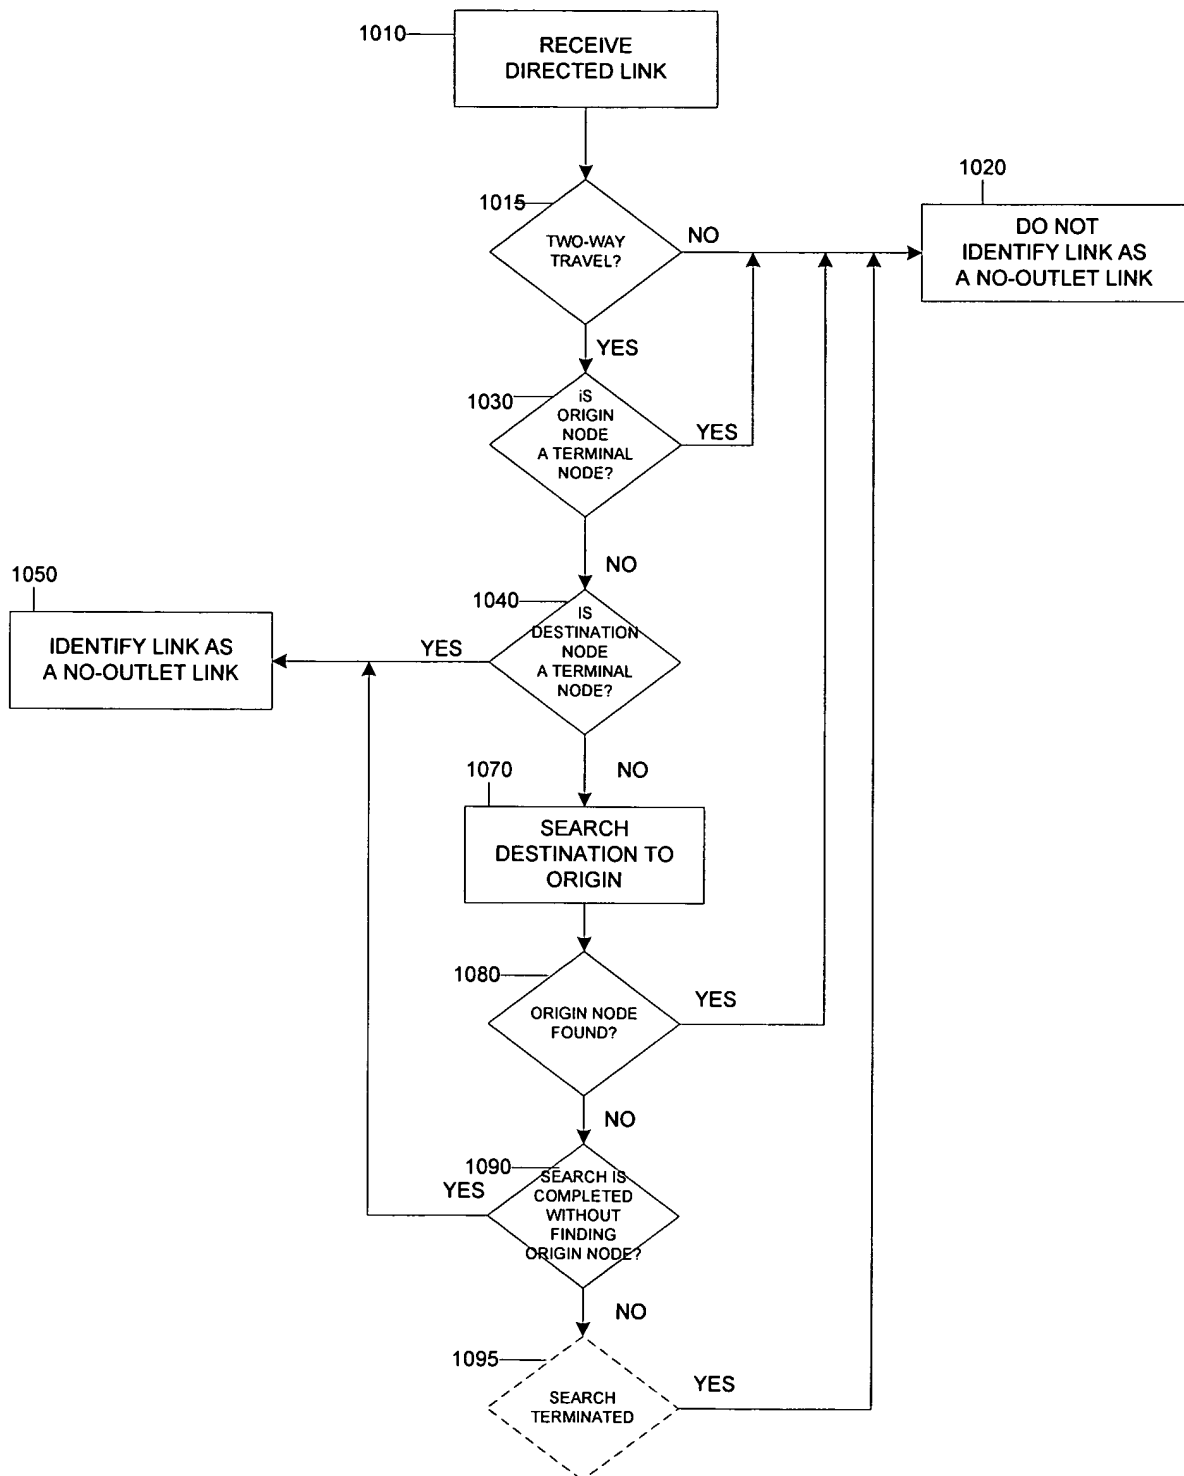 1010
RECEIVE
DIRECTED LINK
1020
1015
TWO-WAY
TRAVEL?
NO
DO NOT
IDENTIFY LINK AS
A NO-OUTLET LINK
YES
1030
iS
ORIGIN
NODE
A TERMINAL
NODE?
YES
NO
1050
1040
IS
DESTINATION
NODE
A TERMINAL
NODE?
YES
IDENTIFY LINK AS
A NO-OUTLET LINK
NO
1070
SEARCH
DESTINATION TO
ORIGIN
1080
ORIGIN NODE
FOUND?
YES
NO
1090
SEARCH IS
COMPLETED
WITHOUT
FINDING
ORIGIN NODE?
YES
NO
1095
SEARCH
TERMINATED
YES